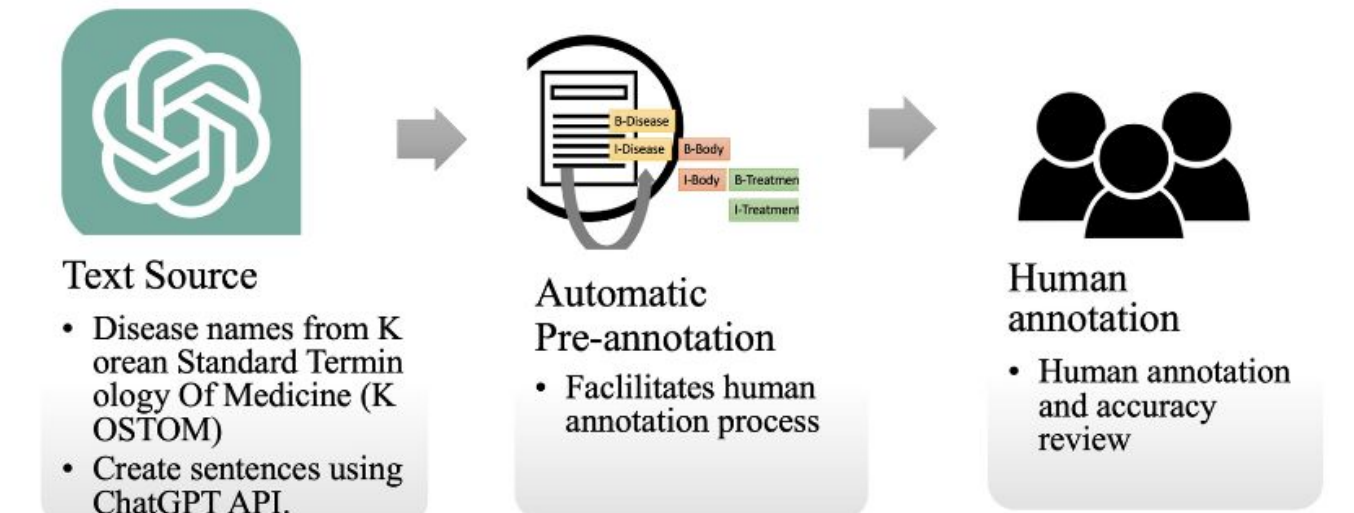 B-Disease
I-Disease
B-Body
I-Body
B-Treatmen
I-Treatment
Text Source
• Disease names from K
orean Standard Termin
ology Of Medicine (K
OSTOM)
• Create sentences using
ChatGPT API.
Automatic
Pre-annotation
• Faclilitates human
annotation process
Human
annotation
• Human annotation
and accuracy
review